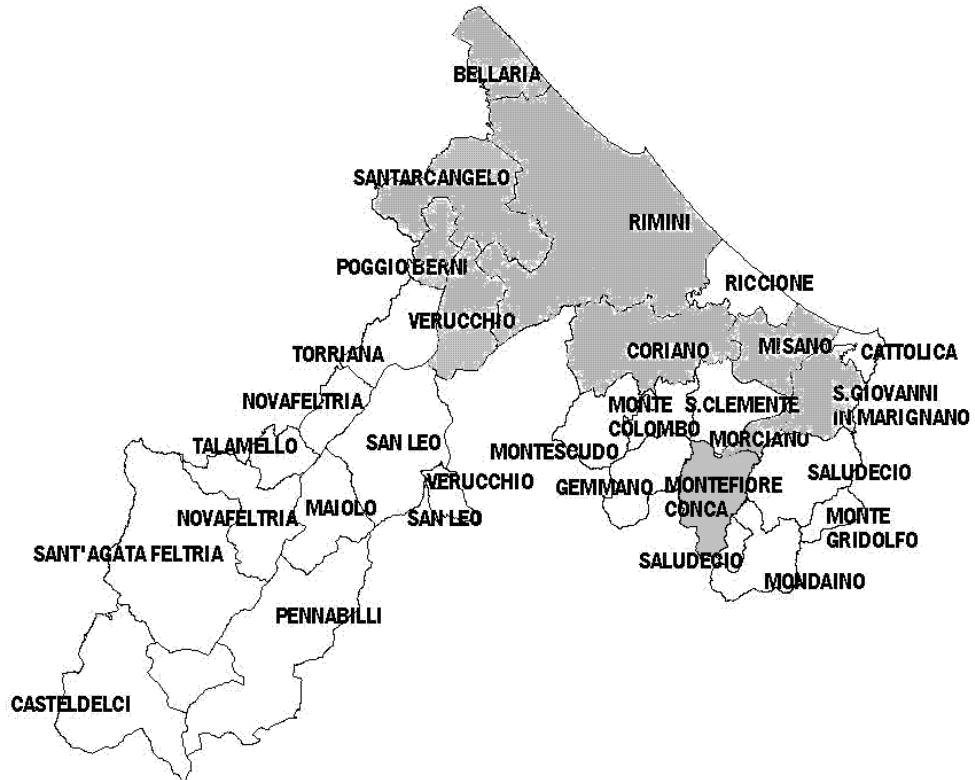 BELLARIA
SANTARCANGELO
RIMINI
POGGIO BERNI
RICCIONE
VERUCCHIO
TORRIANA
CORIANO
MISANO
CATTOLICA
NOVAFELTRIA
S.GIOVANNI
IN MARIGNANO
MONTE
COLOMBO
S.CLEMENTE
TALAMELLO
SAN LEO
MONTESCUDO
MORCIANO
SALUDECIO
VERUCCHIO
GEMMANO
MONTEFIORE
CONCA
NOVAFELTRIA
MAIOLO
SAN LEO
MONTE
GRIDOLFO
SANT'AGATA FELTRIA
SALUDECIO
MONDAINO
PENNABILLI
CASTELDELCI